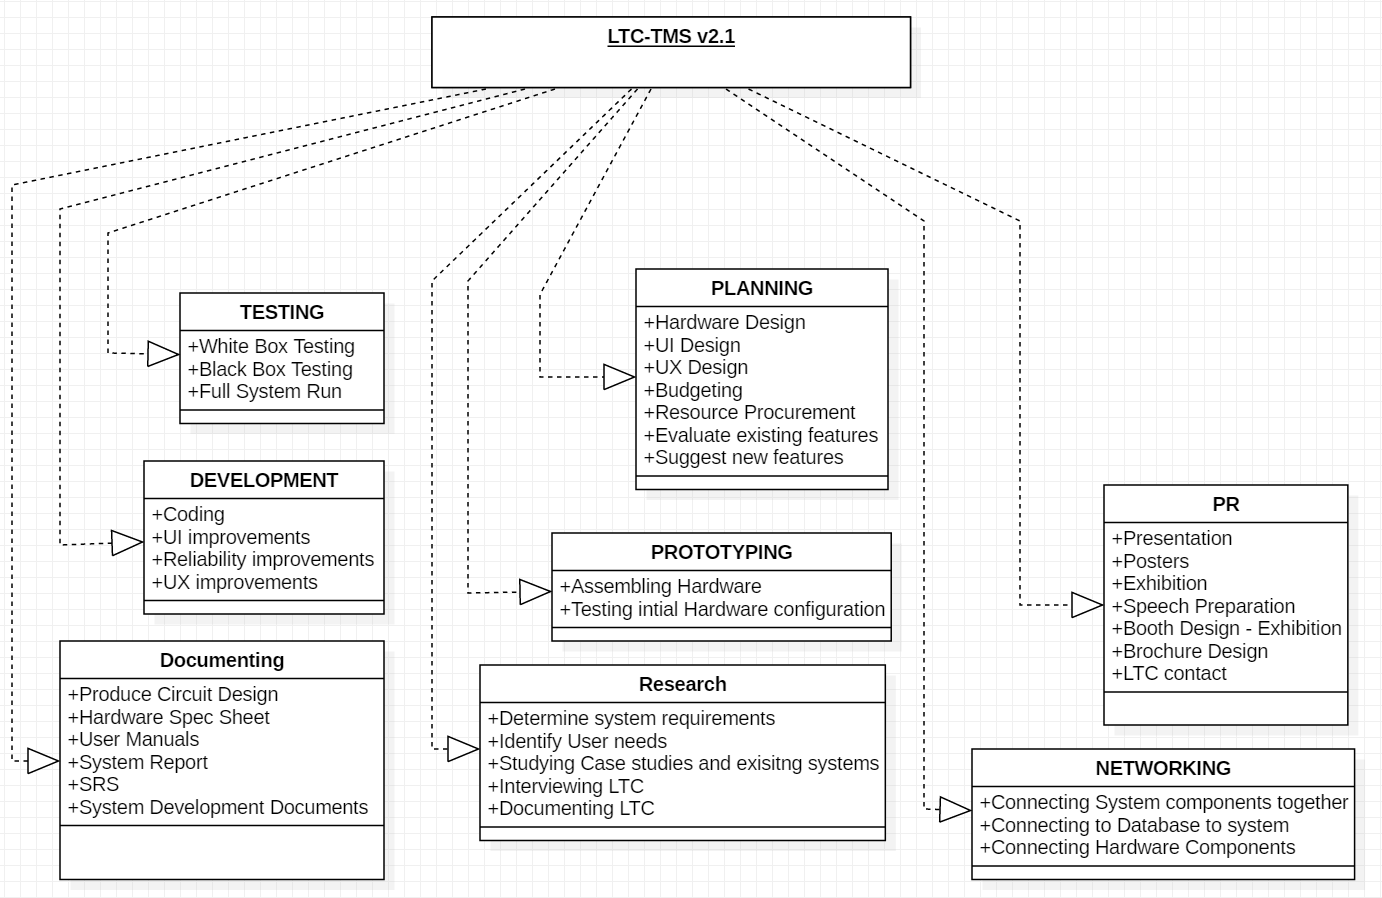 LTC-TMS v2.1
TESTING
+White Box Testing
+Black Box Testing
+Full System Run
DEVELOPMENT
+Coding
+UI improvements
+Reliability improvements
+UX improvements
Documenting
+Produce Circuit Design
+Hardware Spec Sheet
+User Manuals
+System Report
+SRS
+System Development Documents
PLANNING
+Hardware Design
+UI Design
+UX Design
+Budgeting
+Resource Procurement
+Evaluate existing features
+Suggest new features
PROTOTYPING
+Assembling Hardware
+Testing intial Hardware configuration
Research
+Determine system requirements
+Identify User needs
+Studying Case studies and exisitng systems
+Interviewing LTC
+Documenting LTC
PR
+Presentation
+Posters
+Exhibition
+Speech Preparation
+Booth Design - Exhibition
+Brochure Design
+LTC contact
NETWORKING
+Connecting System components together
+Connecting to Database to system
+Connecting Hardware Components